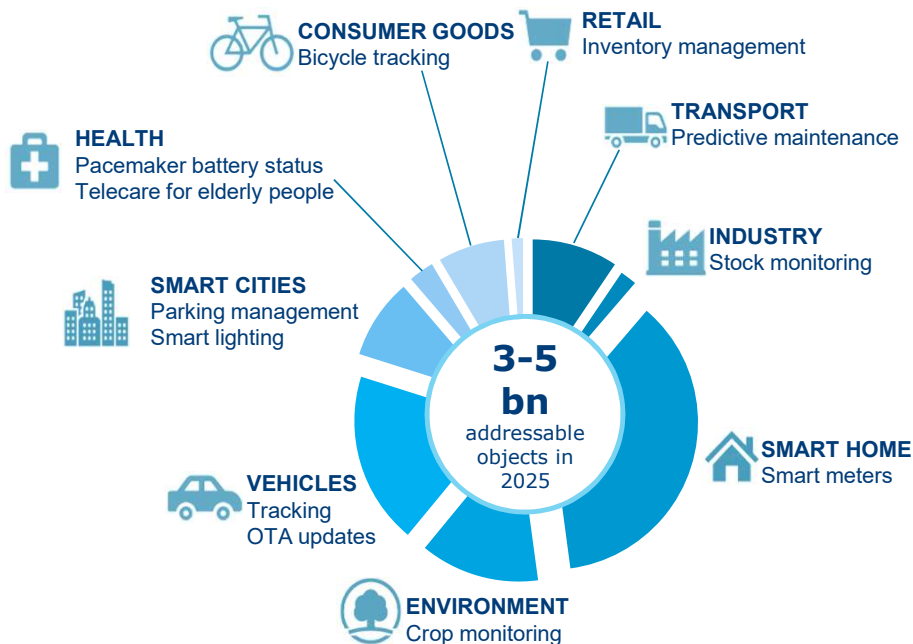 CONSUMER GOODS
Bicycle tracking
RETAIL
Inventory management
TRANSPORT
Predictive maintenance
HEALTH
Pacemaker battery status
Telecare for elderly people
INDUSTRY
Stock monitoring
SMART CITIES
Parking management
Smart lighting
3-5
bn
addressable
objects in
2025
SMART HOME
Smart meters
VEHICLES
Tracking
OTA updates
ENVIRONMENT
Crop monitoring